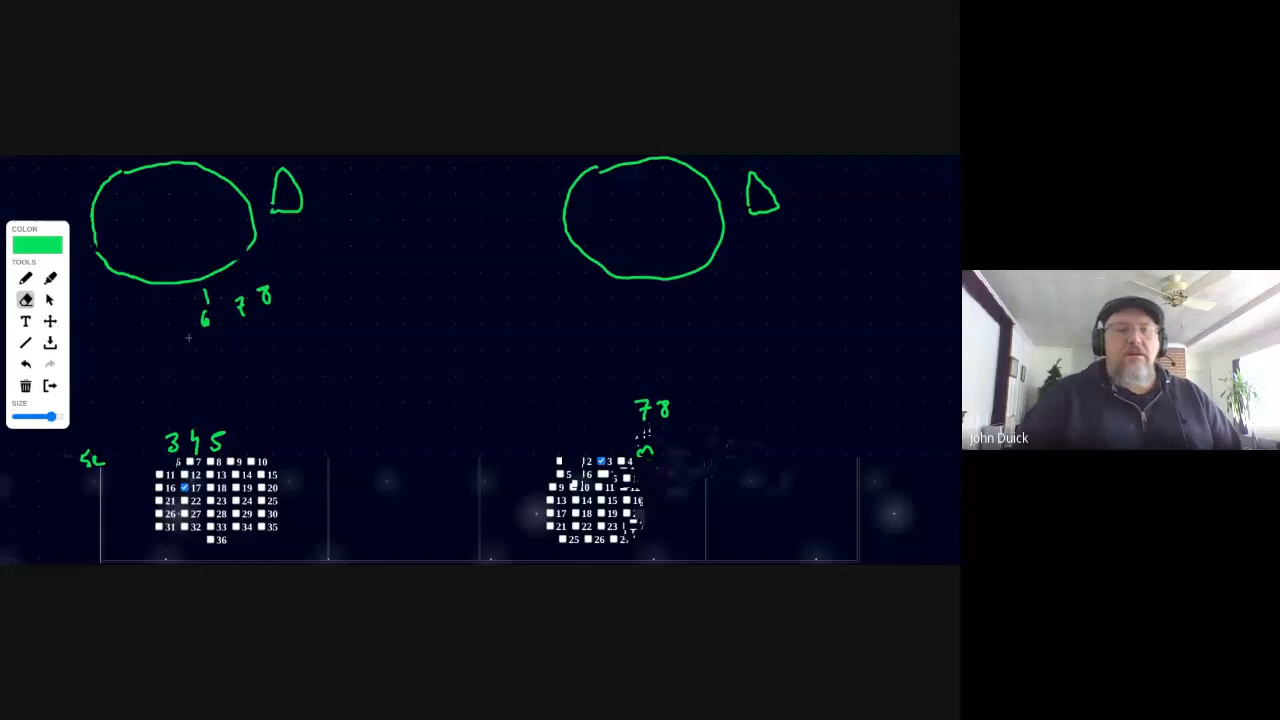 COLOR
TOOLS
T
SIZE
1
6 7 8
7 8
3 4 5
7 8 9 10
11 12 13 14 15
16 17 18 19 20
21 22 23 24 25
26 27 28 29 30
31 32 33 34 35
36
2 3 4
5 6
9 10 11 12
13 14 15 16
17 18 19
21 22 23
25 26
John Duick